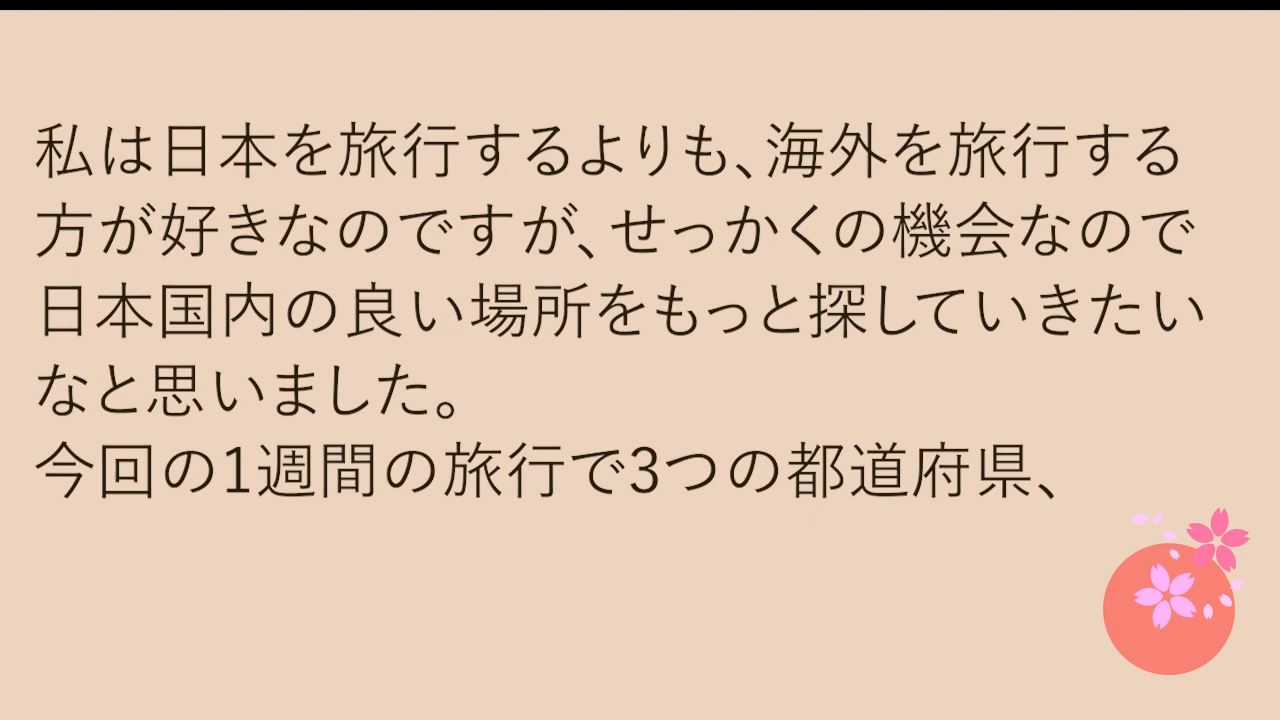 私は日本を旅行するよりも、海外を旅行する
方が好きなのですが、せっかくの機会なので
日本国内の良い場所をもっと探していきたい
なと思いました。
今回の1週間の旅行で3つの都道府県、